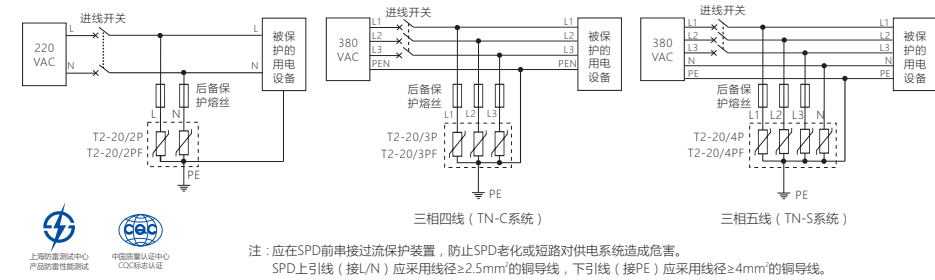 进线开关
220
VAC
L
L
N
N
被保
护的
用电
设备
后备保
护熔丝
L
N
T2-20/2P
T2-20/2PF
PE
进线开关
380
VAC
L1
L2
L3
PEN
L1
L2
L3
PEN
被保
护的
用电
设备
后备保
护熔丝
L1
L2
L3
T2-20/3P
T2-20/3PF
PE
三相四线（TN-C系统）
进线开关
380
VAC
L1
L2
L3
N
PE
L1
L2
L3
N
PE
被保
护的
用电
设备
后备保
护熔丝
L1
L2
L3
N
T2-20/4P
T2-20/4PF
PE
三相五线（TN-S系统）
上海防雷测试中心
产品防雷性能测试
CQC
中国质量认证中心
CQC标志认证
注：应在SPD前串接过流保护装置，防止SPD老化或短路对供电系统造成危害。
SPD上引线（接L/N）应采用线径≥2.5mm²的铜导线，下引线（接PE）应采用线径≥4mm²的铜导线。